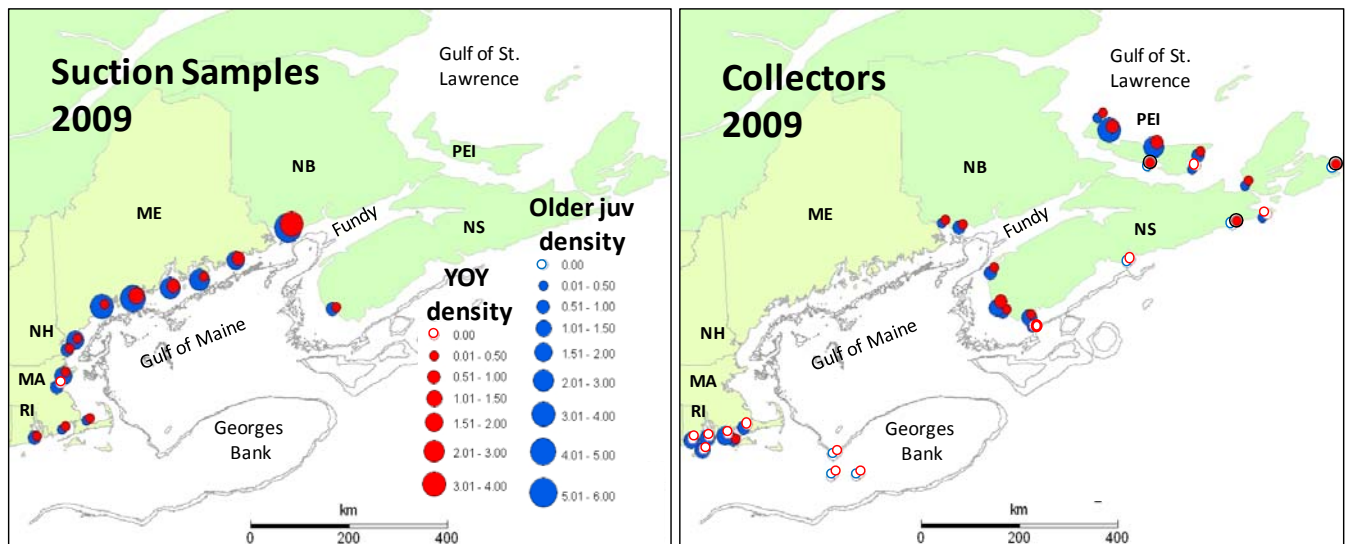 Suction Samples
2009
Gulf of St.
Lawrence
PEI
NB
ME
Fundy
NS
NH
Gulf of Maine
MA
RI
Georges
Bank
YOY
density
0.00
0.01 - 0.50
0.51 - 1.00
1.01 - 1.50
1.51 - 2.00
2.01 - 3.00
3.01 - 4.00
Older juv
density
0.00
0.01 - 0.50
0.51 - 1.00
1.01 - 1.50
1.51 - 2.00
2.01 - 3.00
3.01 - 4.00
4.01 - 5.00
5.01 - 6.00
km
0 200 400
Collectors
2009
Gulf of St.
Lawrence
PEI
NB
ME
Fundy
NS
NH
Gulf of Maine
MA
RI
Georges
Bank
km
0 200 400